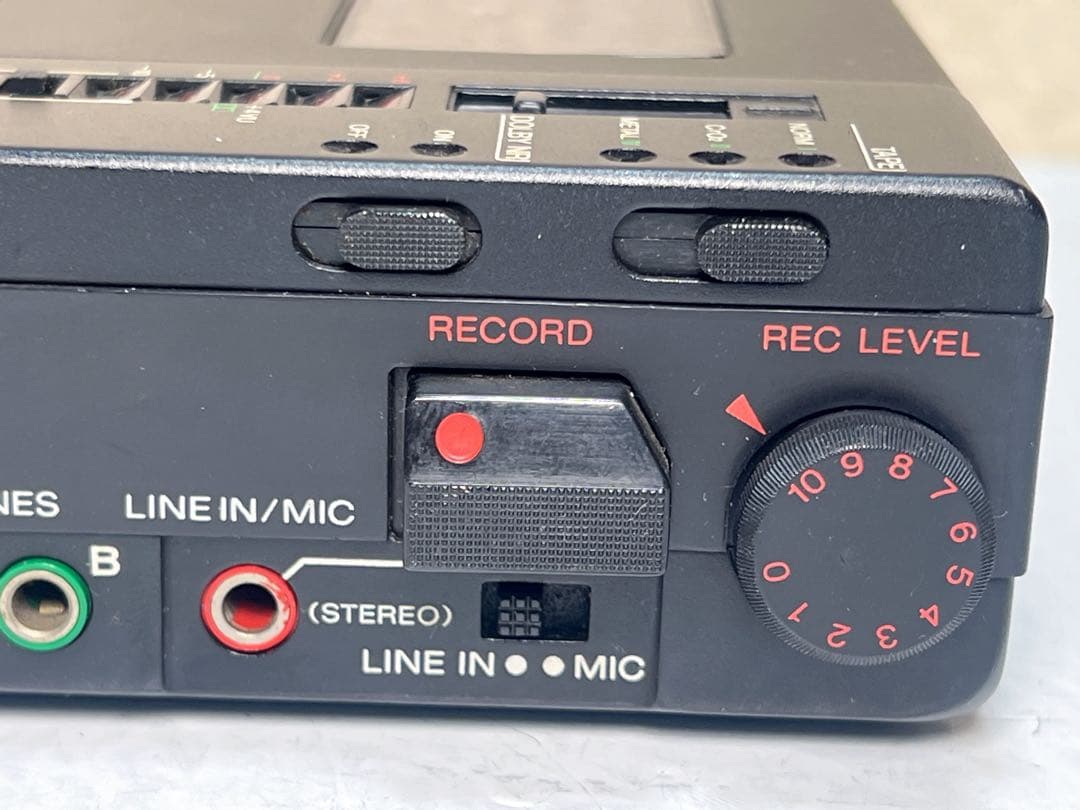 OFF
ON
DOLBY NR
METAL
CrO₂
NORM
TAPE
RECORD
REC LEVEL
NES
LINE IN/MIC
B
(STEREO)
LINE IN ● ● MIC
10 9 8 7 6 5 4 3 2 1 0